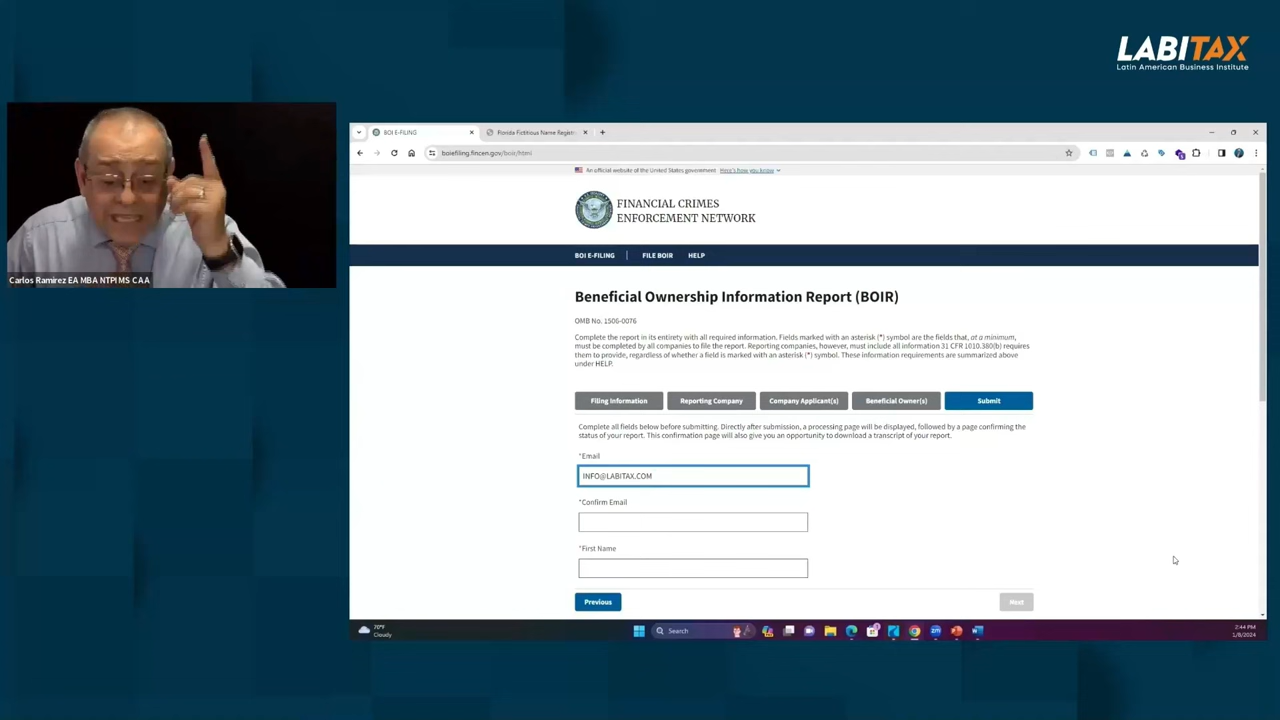 LABITAX
Latin American Business Institute
Carlos Ramirez EA MBA NTPI MS CAA
BOI E-FILING
Florida Fictitious Name Registr
boiefiling.fincen.gov/boir/html
An official website of the United States government Here's how you know
FINANCIAL CRIMES
ENFORCEMENT NETWORK
BOI E-FILING | FILE BOIR HELP
Beneficial Ownership Information Report (BOIR)
OMB No. 1506-0076
Complete the report in its entirety with all required information. Fields marked with an asterisk (*) symbol are the fields that, at a minimum,
must be completed by all companies to file the report. Reporting companies, however, must include all information 31 CFR 1010.380(b) requires
them to provide, regardless of whether a field is marked with an asterisk (*) symbol. These information requirements are summarized above
under HELP.
Filing Information Reporting Company Company Applicant(s) Beneficial Owner(s) Submit
Complete all fields below before submitting. Directly after submission, a processing page will be displayed, followed by a page confirming the
status of your report. This confirmation page will also give you an opportunity to download a transcript of your report.
*Email
INFO@LABITAX.COM
*Confirm Email
*First Name
Previous Next
70°F
Cloudy
Search
2:44 PM
1/8/2024